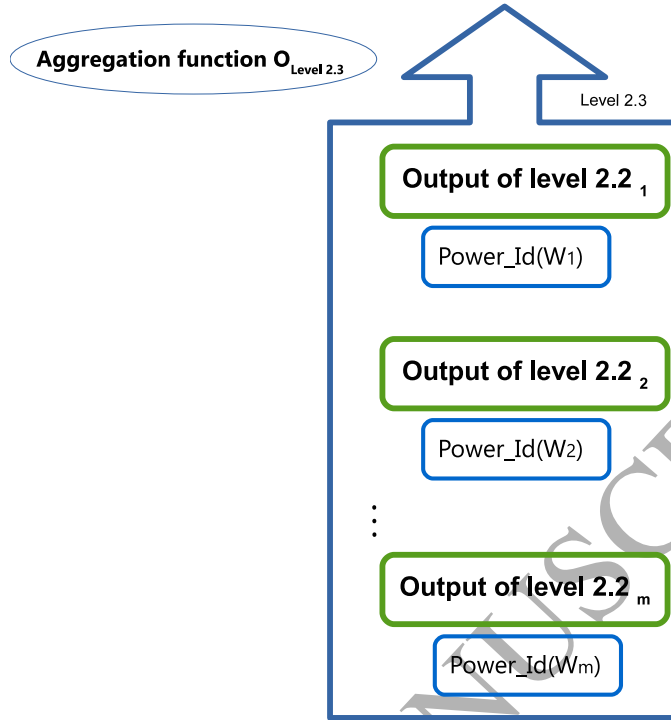 Aggregation function O Level 2.3
Level 2.3
Output of level 2.2 1
Power_Id(W1)
Output of level 2.2 2
Power_Id(W2)
⋮
Output of level 2.2 m
Power_Id(Wm)